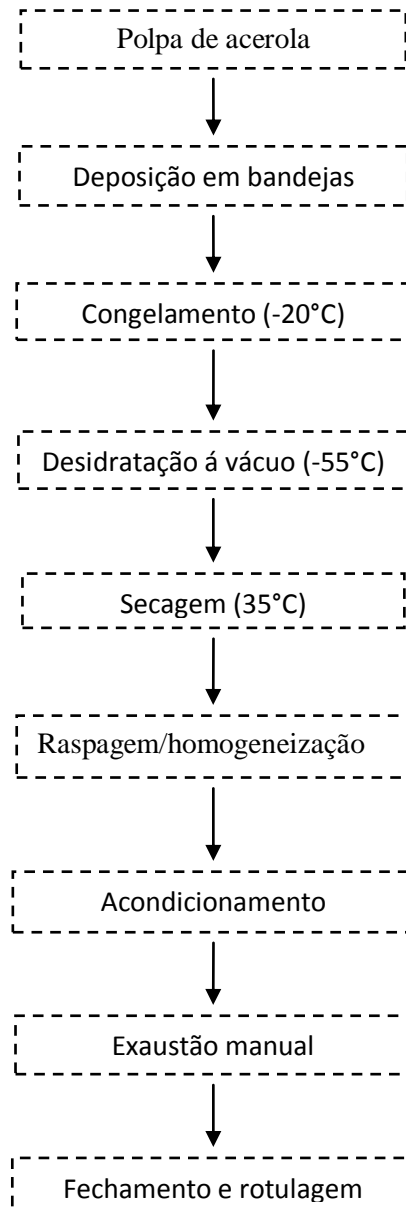 Polpa de acerola
Deposição em bandejas
Congelamento (-20°C)
Desidratação á vácuo (-55°C)
Secagem (35°C)
Raspagem/homogeneização
Acondicionamento
Exaustão manual
Fechamento e rotulagem